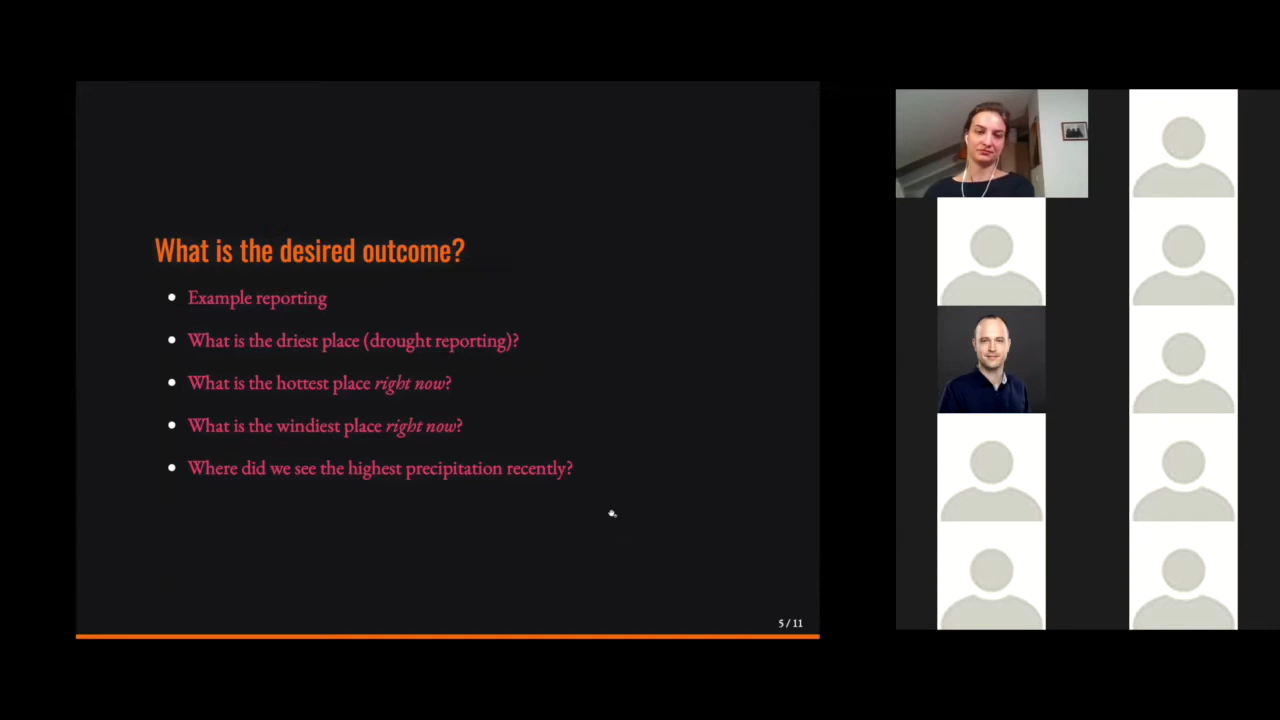 What is the desired outcome?
Example reporting
What is the driest place (drought reporting)?
What is the hottest place right now?
What is the windiest place right now?
Where did we see the highest precipitation recently?
5 / 11